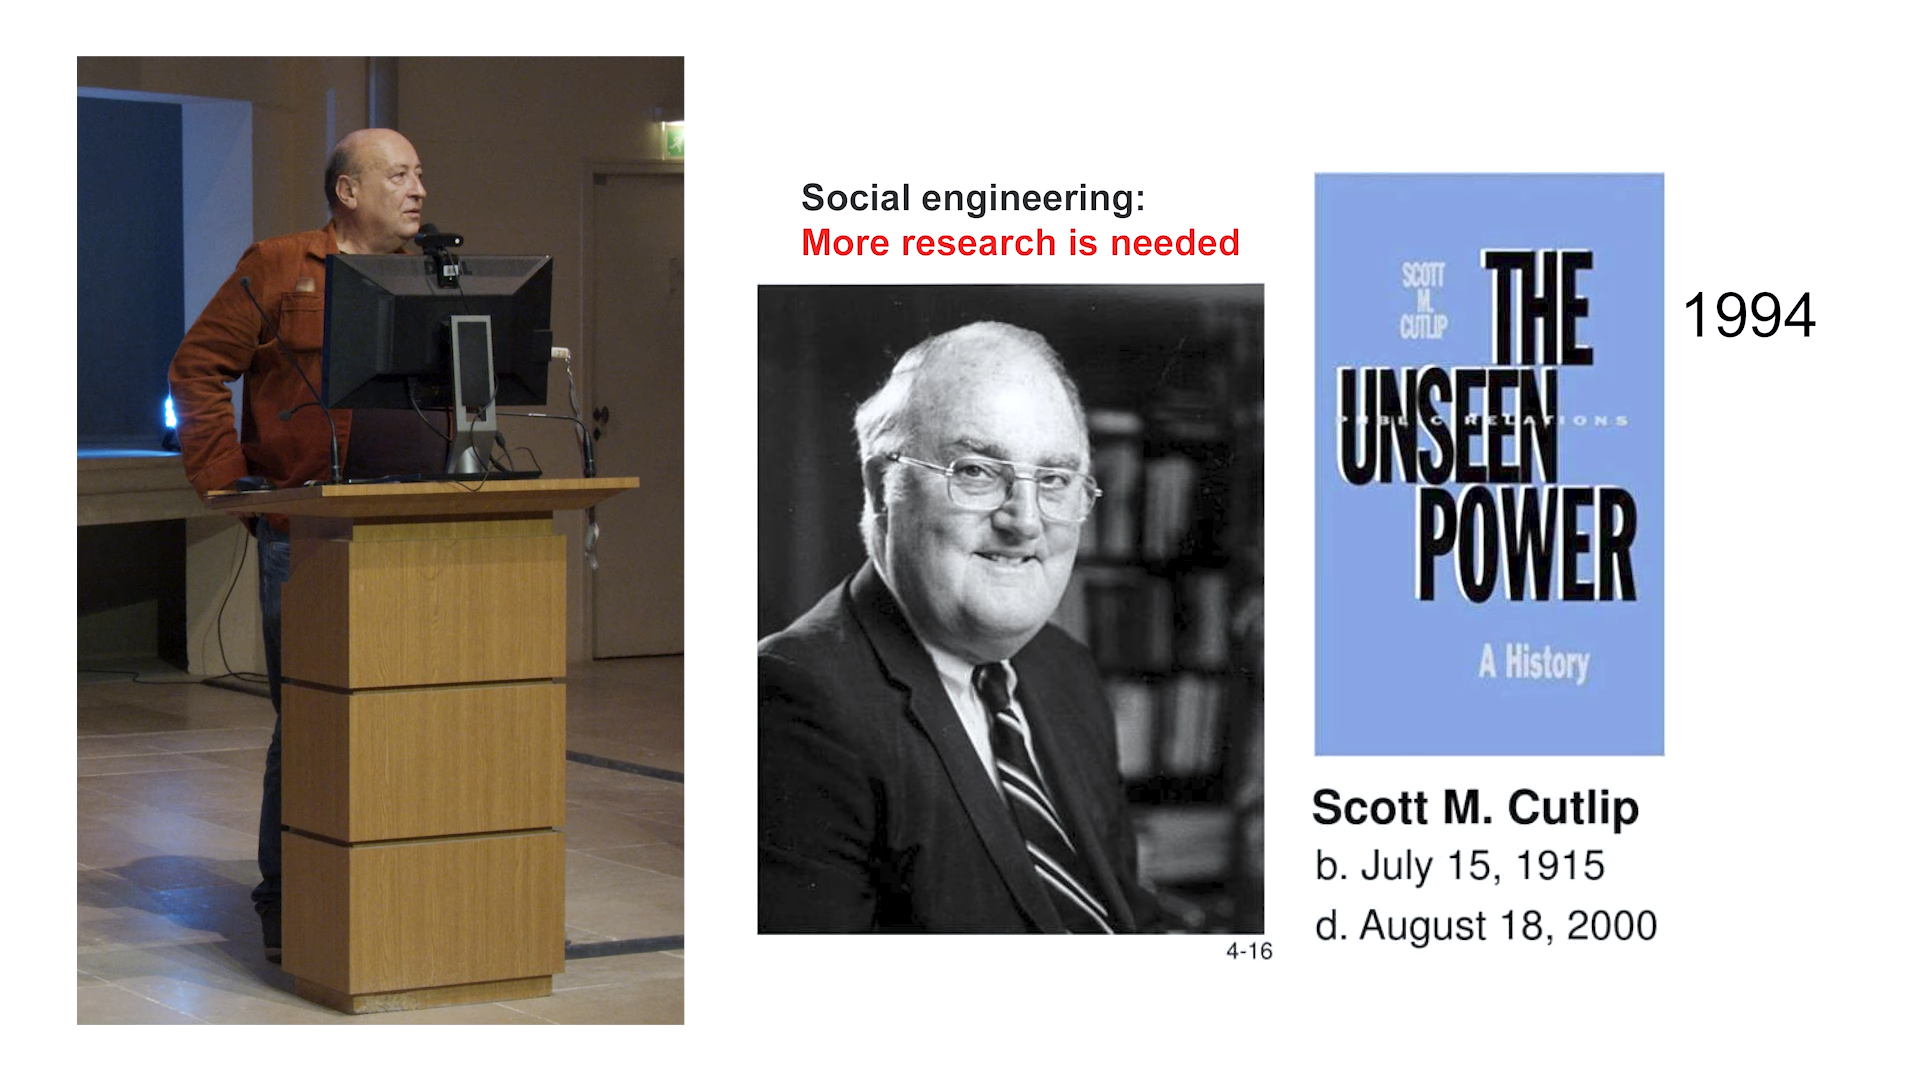 Social engineering:
More research is needed
SCOTT
M.
CUTLIP
THE
UNSEEN
PUBLIC RELATIONS
POWER
A History
1994
Scott M. Cutlip
b. July 15, 1915
d. August 18, 2000
4-16
DELL